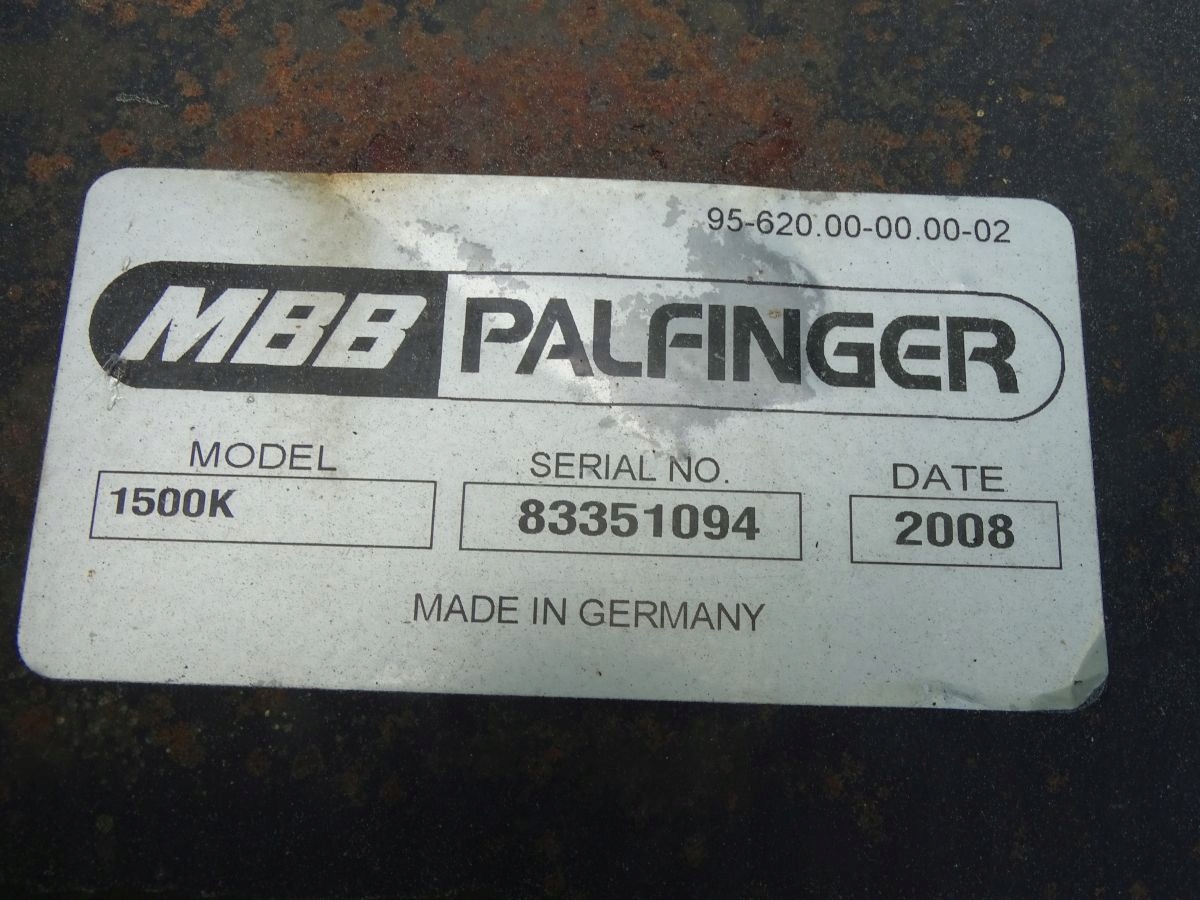 95-620.00-00.00-02
MBB PALFINGER
MODEL SERIAL NO. DATE
1500K 83351094 2008
MADE IN GERMANY